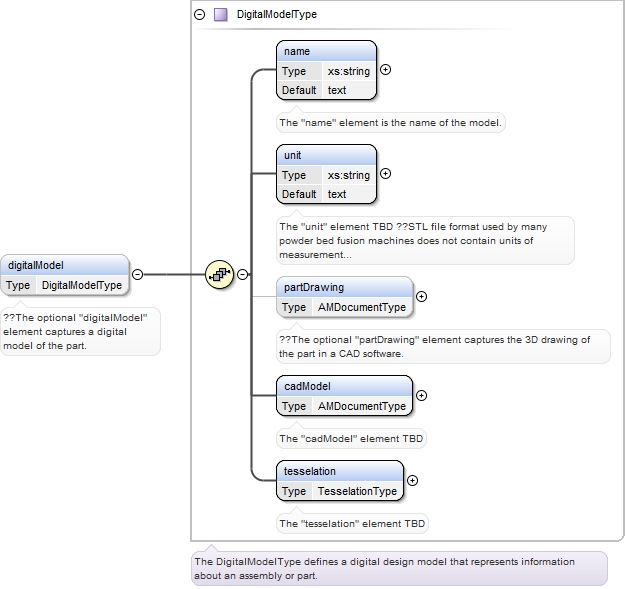 DigitalModelType
name
Type xs:string
Default text
The "name" element is the name of the model.
unit
Type xs:string
Default text
The "unit" element TBD ??STL file format used by many
powder bed fusion machines does not contain units of
measurement...
digitalModel
Type DigitalModelType
??The optional "digitalModel"
element captures a digital
model of the part.
partDrawing
Type AMDocumentType
??The optional "partDrawing" element captures the 3D drawing of
the part in a CAD software.
cadModel
Type AMDocumentType
The "cadModel" element TBD
tesselation
Type TesselationType
The "tesselation" element TBD
The DigitalModelType defines a digital design model that represents information
about an assembly or part.